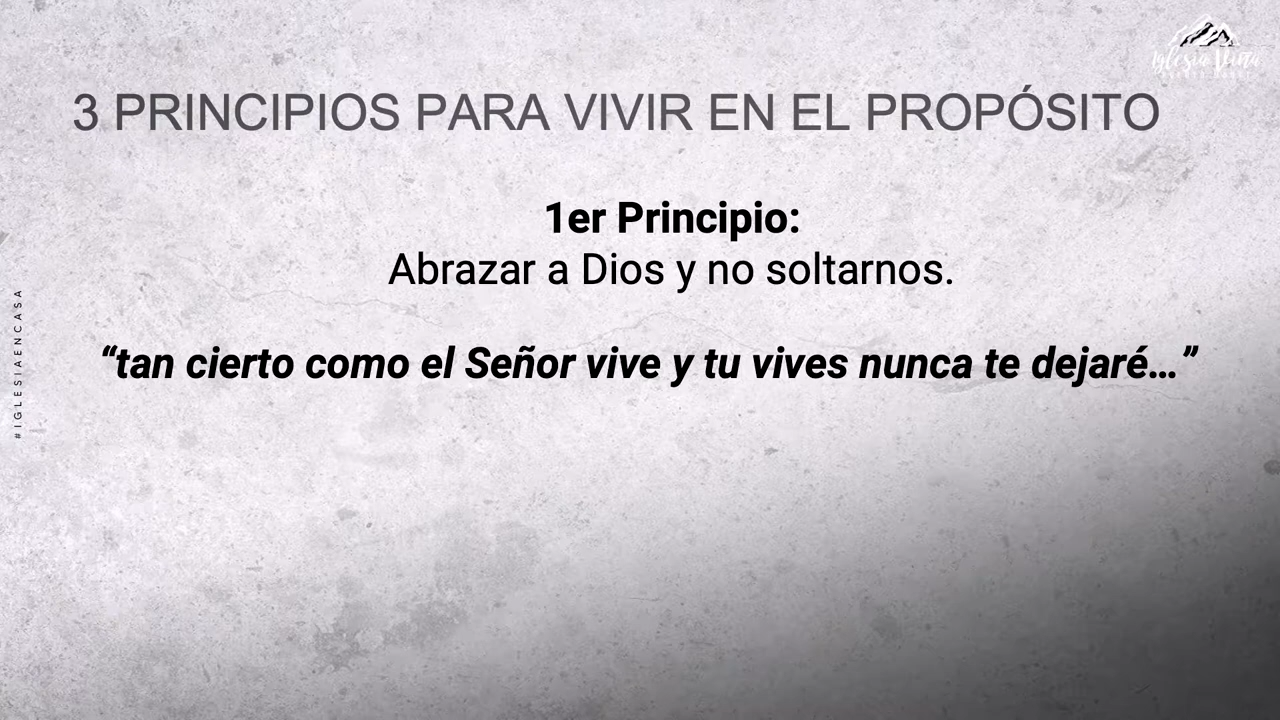 3 PRINCIPIOS PARA VIVIR EN EL PROPÓSITO
1er Principio:
Abrazar a Dios y no soltarnos.
“tan cierto como el Señor vive y tu vives nunca te dejaré...”
#IGLESIAENCASA
Iglesia